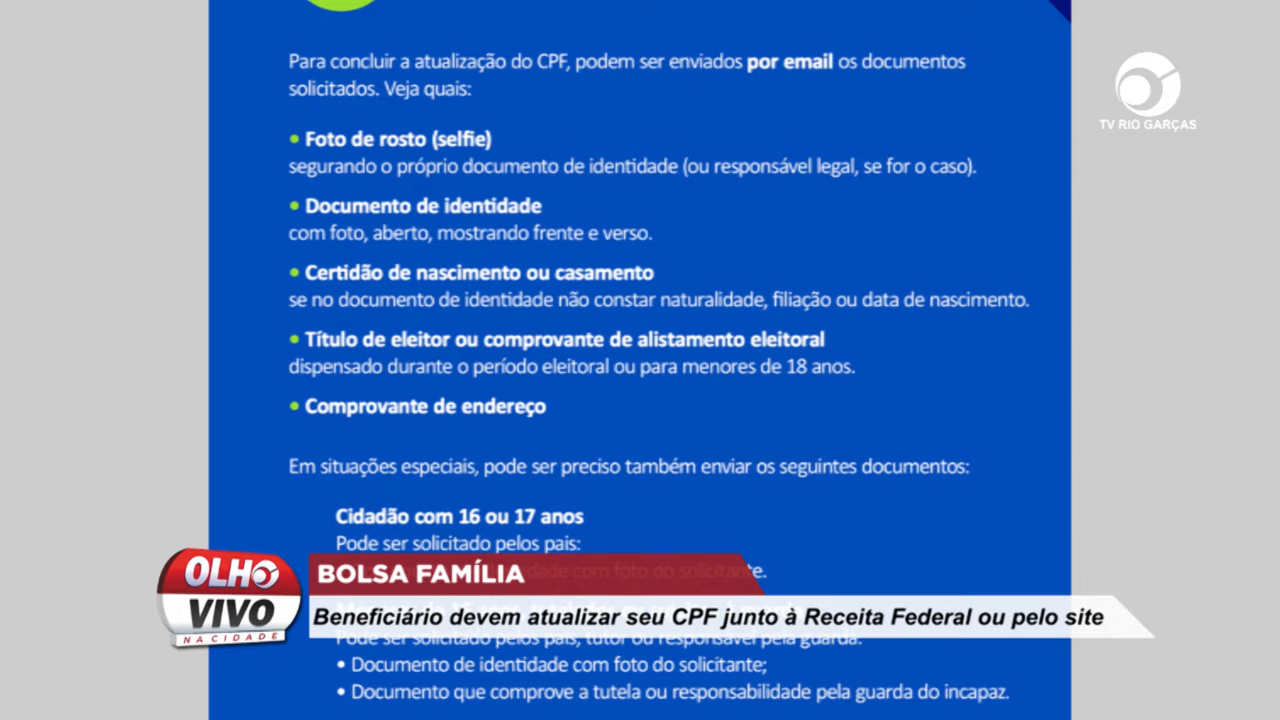 Para concluir a atualização do CPF, podem ser enviados por email os documentos
solicitados. Veja quais:
TV RIO GARÇAS
• Foto de rosto (selfie)
segurando o próprio documento de identidade (ou responsável legal, se for o caso).
• Documento de identidade
com foto, aberto, mostrando frente e verso.
• Certidão de nascimento ou casamento
se no documento de identidade não constar naturalidade, filiação ou data de nascimento.
• Título de eleitor ou comprovante de alistamento eleitoral
dispensado durante o período eleitoral ou para menores de 18 anos.
• Comprovante de endereço
Em situações especiais, pode ser preciso também enviar os seguintes documentos:
Cidadão com 16 ou 17 anos
Pode ser solicitado pelos pais:
com foto do solicitante.
OLHO
VIVO
NA CIDADE
BOLSA FAMÍLIA
Beneficiário devem atualizar seu CPF junto à Receita Federal ou pelo site
Pode ser solicitado pelos pais, tutor ou responsável pela guarda:
• Documento de identidade com foto do solicitante;
• Documento que comprove a tutela ou responsabilidade pela guarda do incapaz.